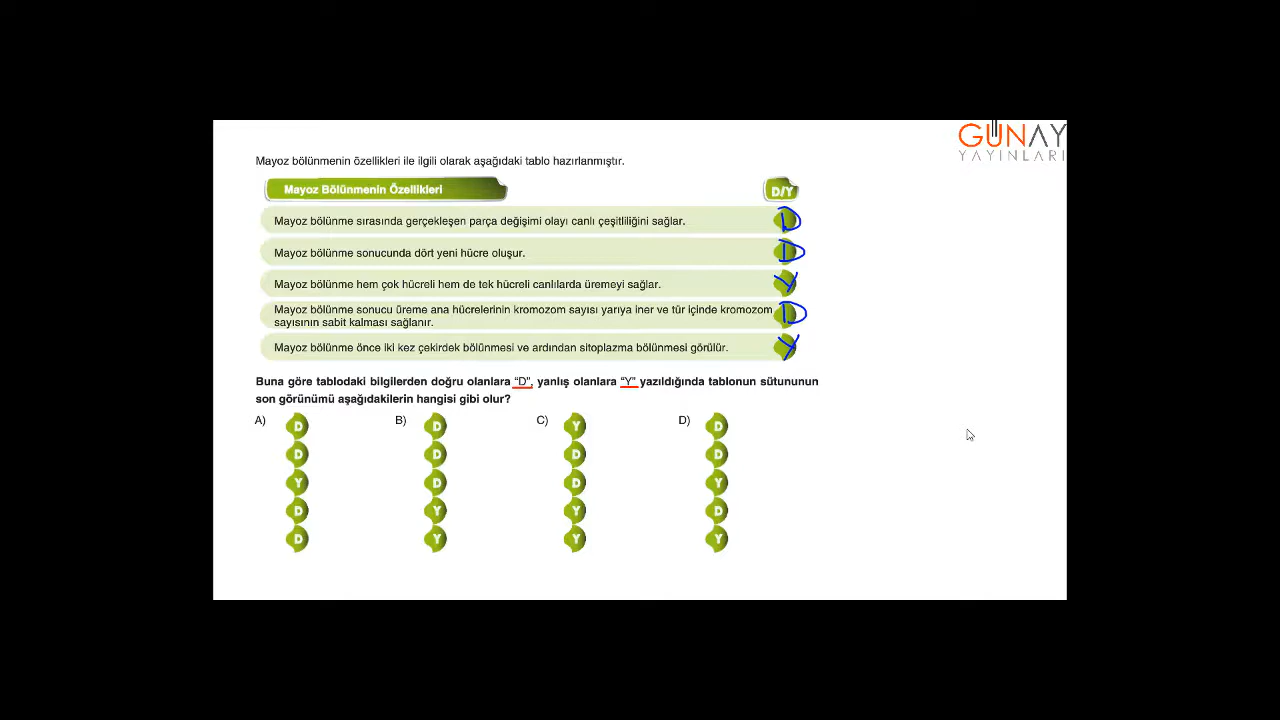 GÜNAY
YAYINLARI
Mayoz bölünmenin özellikleri ile ilgili olarak aşağıdaki tablo hazırlanmıştır.
Mayoz Bölünmenin Özellikleri D/Y
Mayoz bölünme sırasında gerçekleşen parça değişimi olayı canlı çeşitliliğini sağlar. D
Mayoz bölünme sonucunda dört yeni hücre oluşur. D
Mayoz bölünme hem çok hücreli hem de tek hücreli canlılarda üremeyi sağlar. Y
Mayoz bölünme sonucu üreme ana hücrelerinin kromozom sayısı yarıya iner ve tür içinde kromozom D
sayısının sabit kalması sağlanır.
Mayoz bölünme önce iki kez çekirdek bölünmesi ve ardından sitoplazma bölünmesi görülür. Y
Buna göre tablodaki bilgilerden doğru olanlara “D”, yanlış olanlara “Y” yazıldığında tablonun sütununun
son görünümü aşağıdakilerin hangisi gibi olur?
A) D B) D C) Y D) D
D D D D
Y D D Y
D Y Y D
D Y Y Y